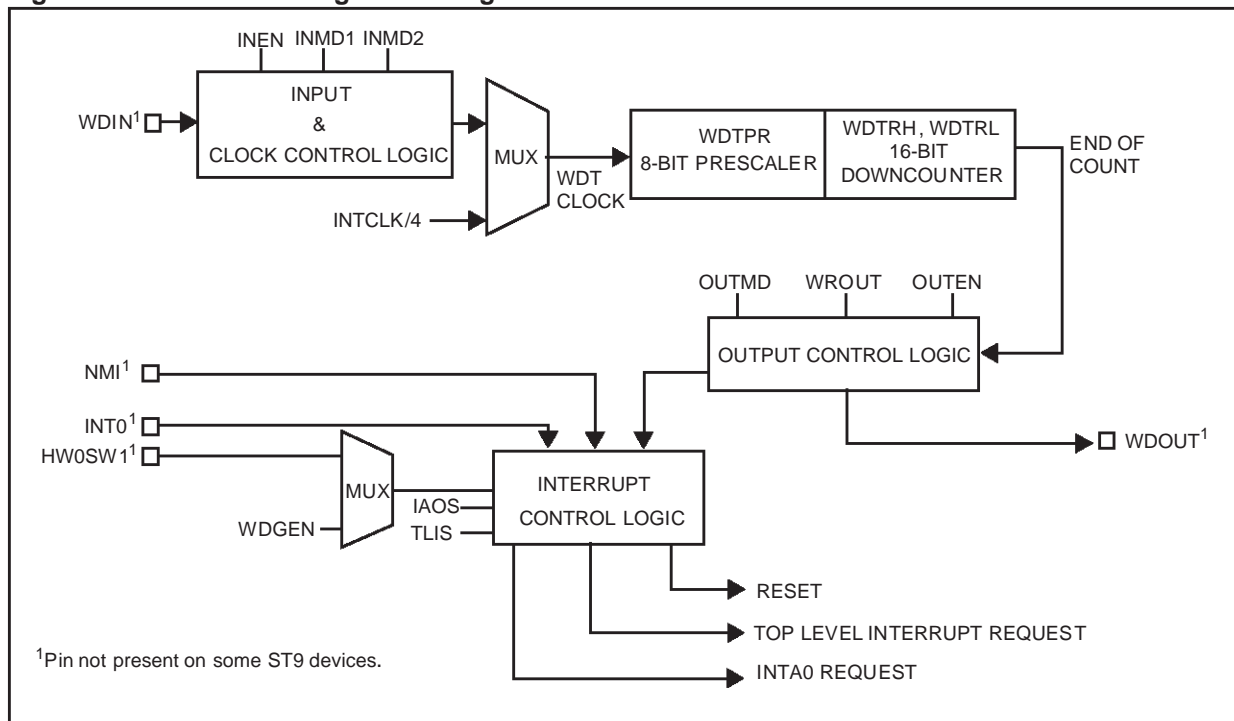 INEN INMD1 INMD2
INPUT
&
CLOCK CONTROL LOGIC
WDIN1
MUX
WDT
CLOCK
INTCLK/4
WDTPR
8-BIT PRESCALER
WDTRH, WDTRL
16-BIT
DOWNCOUNTER
END OF
COUNT
OUTMD WROUT OUTEN
OUTPUT CONTROL LOGIC
NMI1
INT01
HW0SW11
MUX
WDGEN
IAOS
TLIS
INTERRUPT
CONTROL LOGIC
WDOUT1
RESET
TOP LEVEL INTERRUPT REQUEST
INTA0 REQUEST
1Pin not present on some ST9 devices.